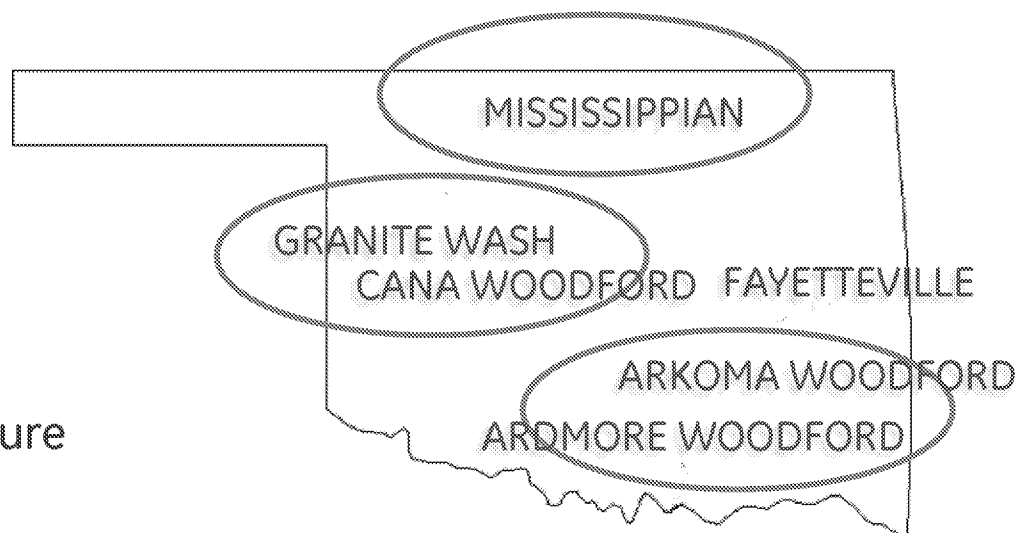 MISSISSIPPIAN
GRANITE WASH
CANA WOODFORD
FAYETTEVILLE
ARKOMA WOODFORD
ARDMORE WOODFORD
ure